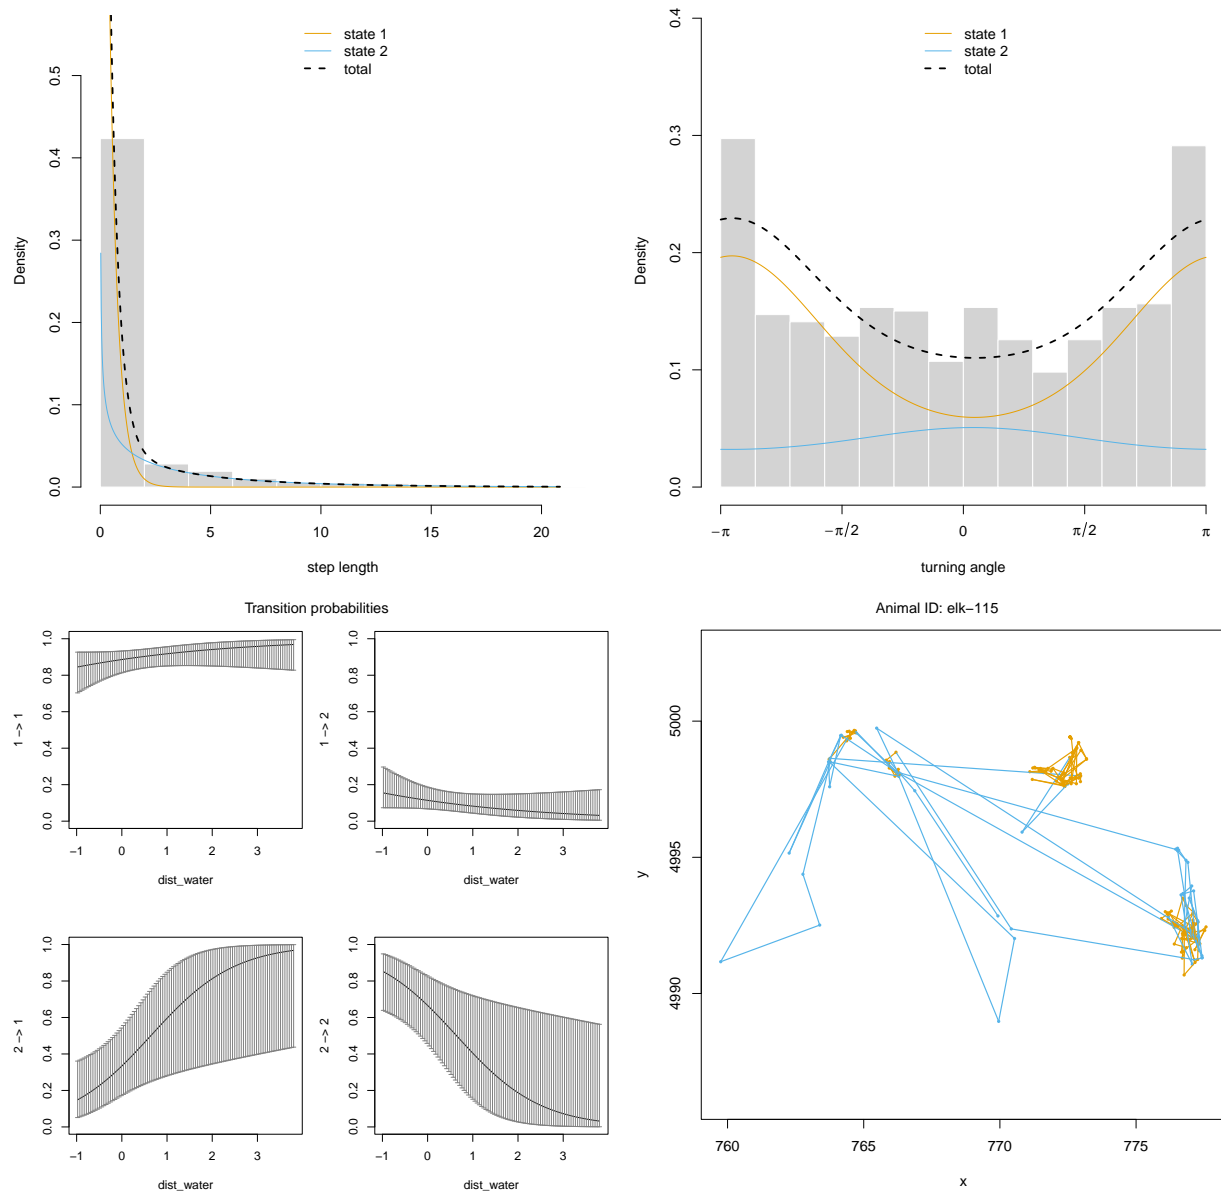 state 1
state 2
total
Density
0.0 0.1 0.2 0.3 0.4 0.5
0 5 10 15 20
step length
state 1
state 2
total
Density
0.0 0.1 0.2 0.3 0.4
−π −π/2 0 π/2 π
turning angle
Transition probabilities
1 −> 1
0.0 0.2 0.4 0.6 0.8 1.0
−1 0 1 2 3
dist_water
1 −> 2
0.0 0.2 0.4 0.6 0.8 1.0
−1 0 1 2 3
dist_water
2 −> 1
0.0 0.2 0.4 0.6 0.8 1.0
−1 0 1 2 3
dist_water
2 −> 2
0.0 0.2 0.4 0.6 0.8 1.0
−1 0 1 2 3
dist_water
Animal ID: elk−115
y
4990 4995 5000
760 765 770 775
x